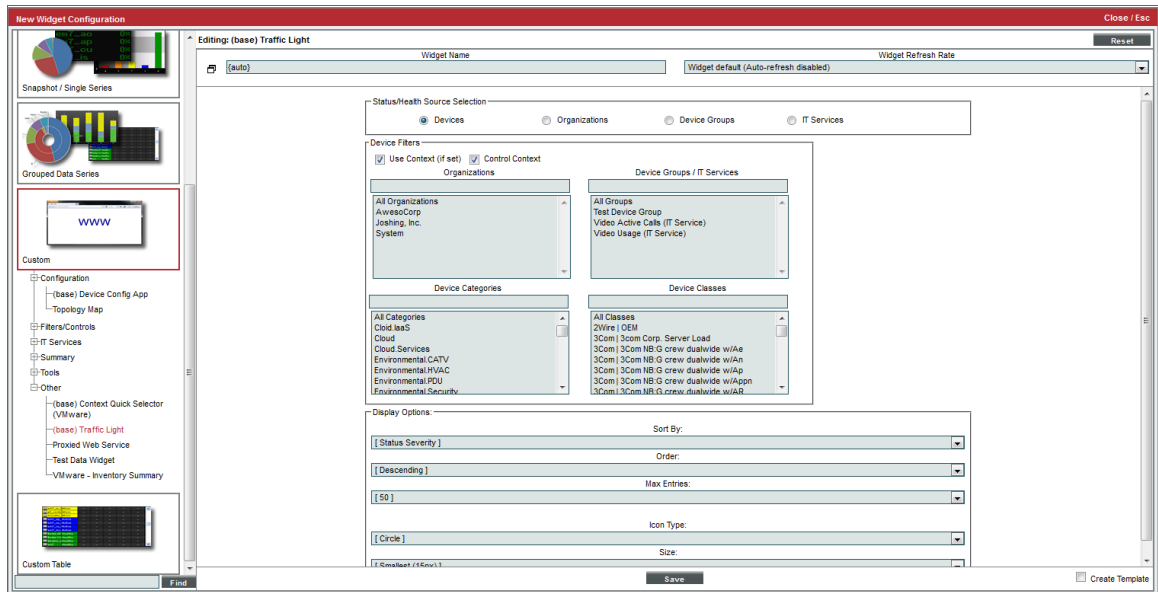 New Widget Configuration
Close / Esc
Snapshot / Single Series
Grouped Data Series
www
Custom
Configuration
(base) Device Config App
Topology Map
Filters/Controls
IT Services
Summary
Tools
Other
(base) Context Quick Selector
(VMware)
(base) Traffic Light
Proxied Web Service
Test Data Widget
VMware - Inventory Summary
Custom Table
Find
Editing: (base) Traffic Light
Reset
Widget Name
Widget Refresh Rate
{auto}
Widget default (Auto-refresh disabled)
Status/Health Source Selection
Devices
Organizations
Device Groups
IT Services
Device Filters
Use Context (if set)
Control Context
Organizations
Device Groups / IT Services
All Organizations
AwesoCorp
Joshing, Inc.
System
All Groups
Test Device Group
Video Active Calls (IT Service)
Video Usage (IT Service)
Device Categories
Device Classes
All Categories
Cloid.IaaS
Cloud
Cloud.Services
Environmental.CATV
Environmental.HVAC
Environmental.PDU
Environmental.Security
All Classes
2Wire | OEM
3Com | 3com Corp. Server Load
3Com | 3Com NB:G crew dualwide w/Ae
3Com | 3Com NB:G crew dualwide w/An
3Com | 3Com NB:G crew dualwide w/Ap
3Com | 3Com NB:G crew dualwide w/Appn
3Com | 3Com NB:G crew dualwide w/AR
Display Options:
Sort By:
[ Status Severity ]
Order:
[ Descending ]
Max Entries:
[ 50 ]
Icon Type:
[ Circle ]
Size:
[ Smallest (15px) ]
Save
Create Template